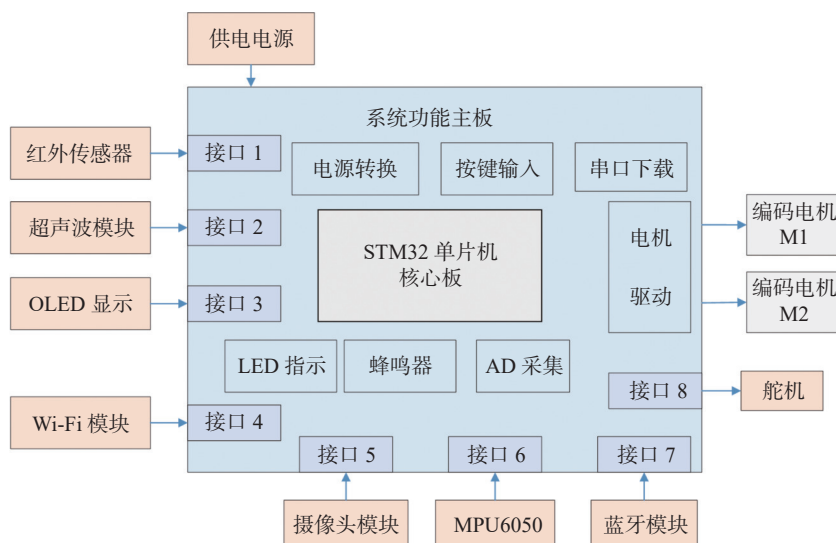 供电电源
系统功能主板
红外传感器
接口 1
电源转换
按键输入
串口下载
超声波模块
接口 2
STM32 单片机
核心板
电机
驱动
编码电机
M1
OLED 显示
接口 3
编码电机
M2
LED 指示
蜂鸣器
AD 采集
接口 8
舵机
Wi-Fi 模块
接口 4
接口 5
接口 6
接口 7
摄像头模块
MPU6050
蓝牙模块